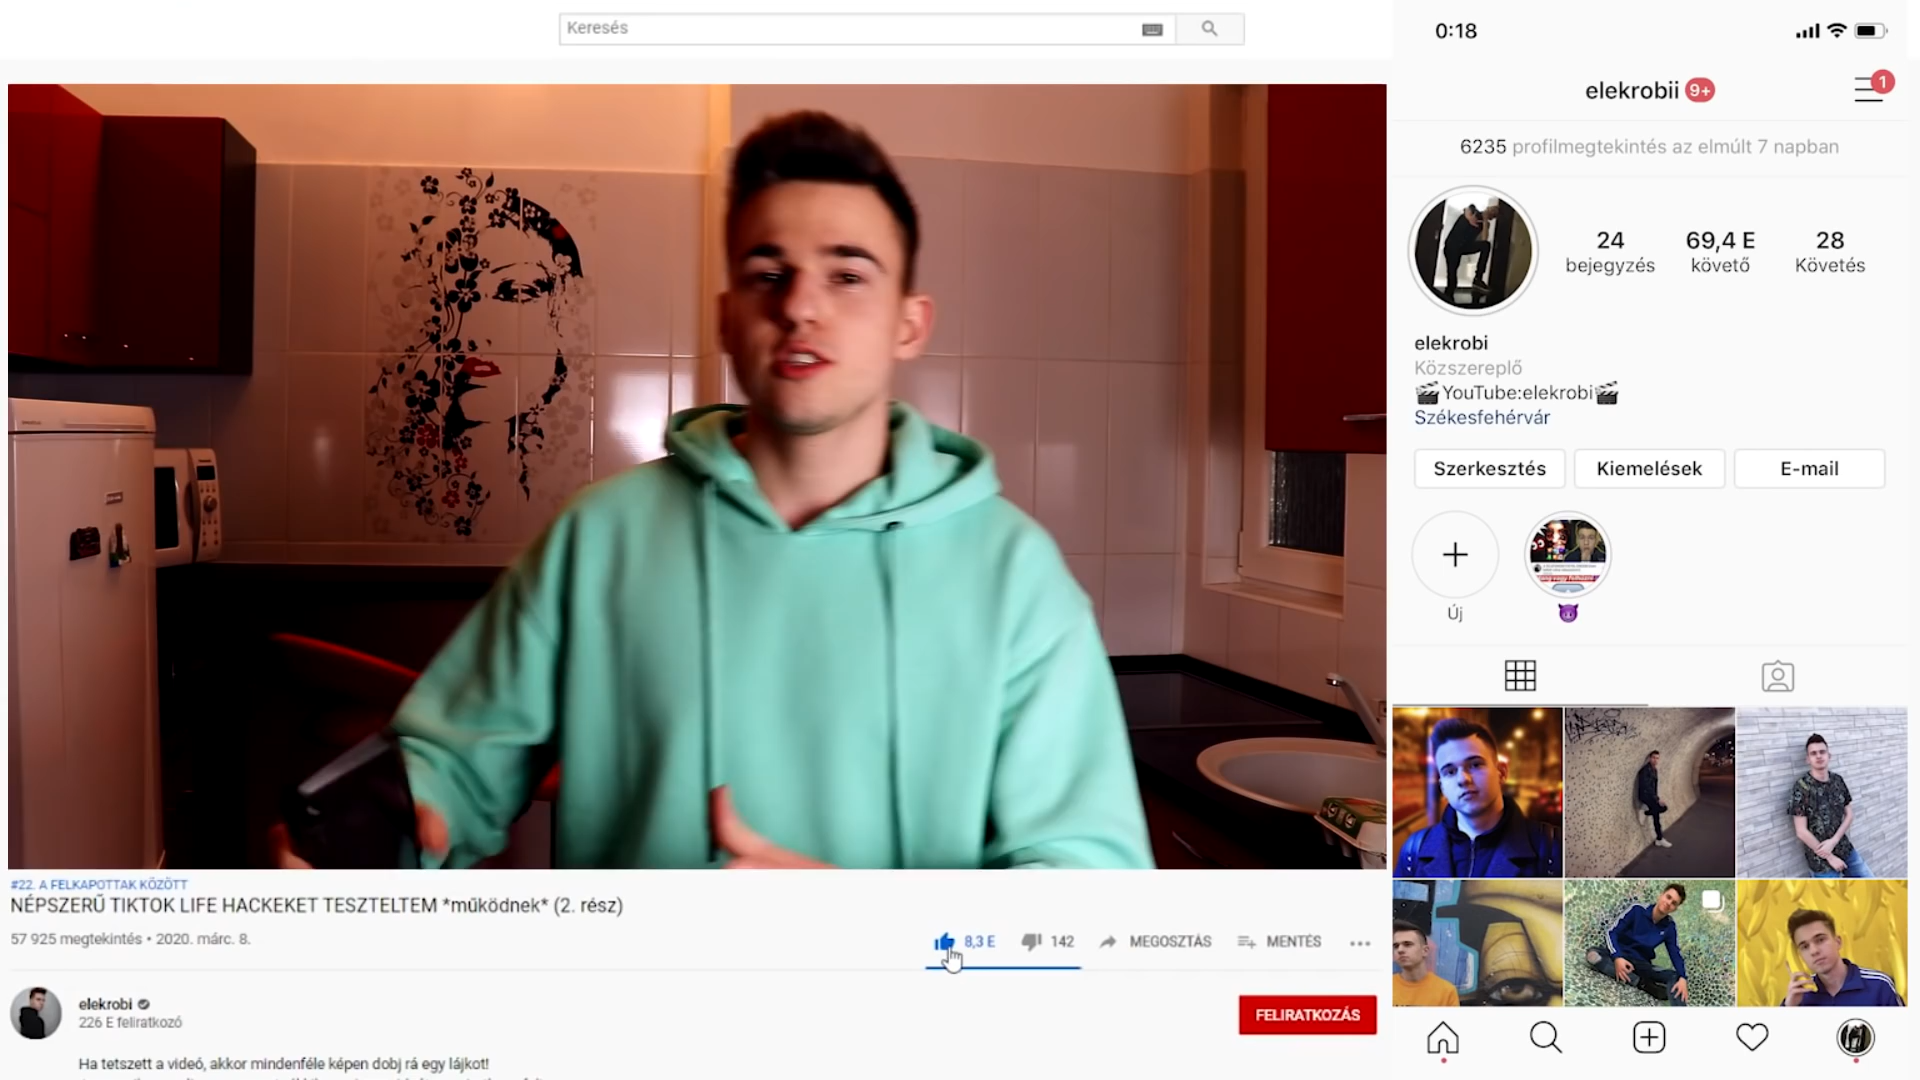 Keresés
#22. A FELKAPOTTAK KÖZÖTT
NÉPSZERŰ TIKTOK LIFE HACKEKET TESZTELTEM *működnek* (2. rész)
57 925 megtekintés • 2020. márc. 8.
8,3 E 142 MEGOSZTÁS MENTÉS
elekrobi
226 E feliratkozó
FELIRATKOZÁS
Ha tetszett a videó, akkor mindenféle képen dobj rá egy lájkot!
0:18
elekrobii 9+ 1
6235 profilmegtekintés az elmúlt 7 napban
24 69,4 E 28
bejegyzés követő Követés
elekrobi
Közszereplő
🎬YouTube:elekrobi🎬
Székesfehérvár
Szerkesztés Kiemelések E-mail
Új 😈